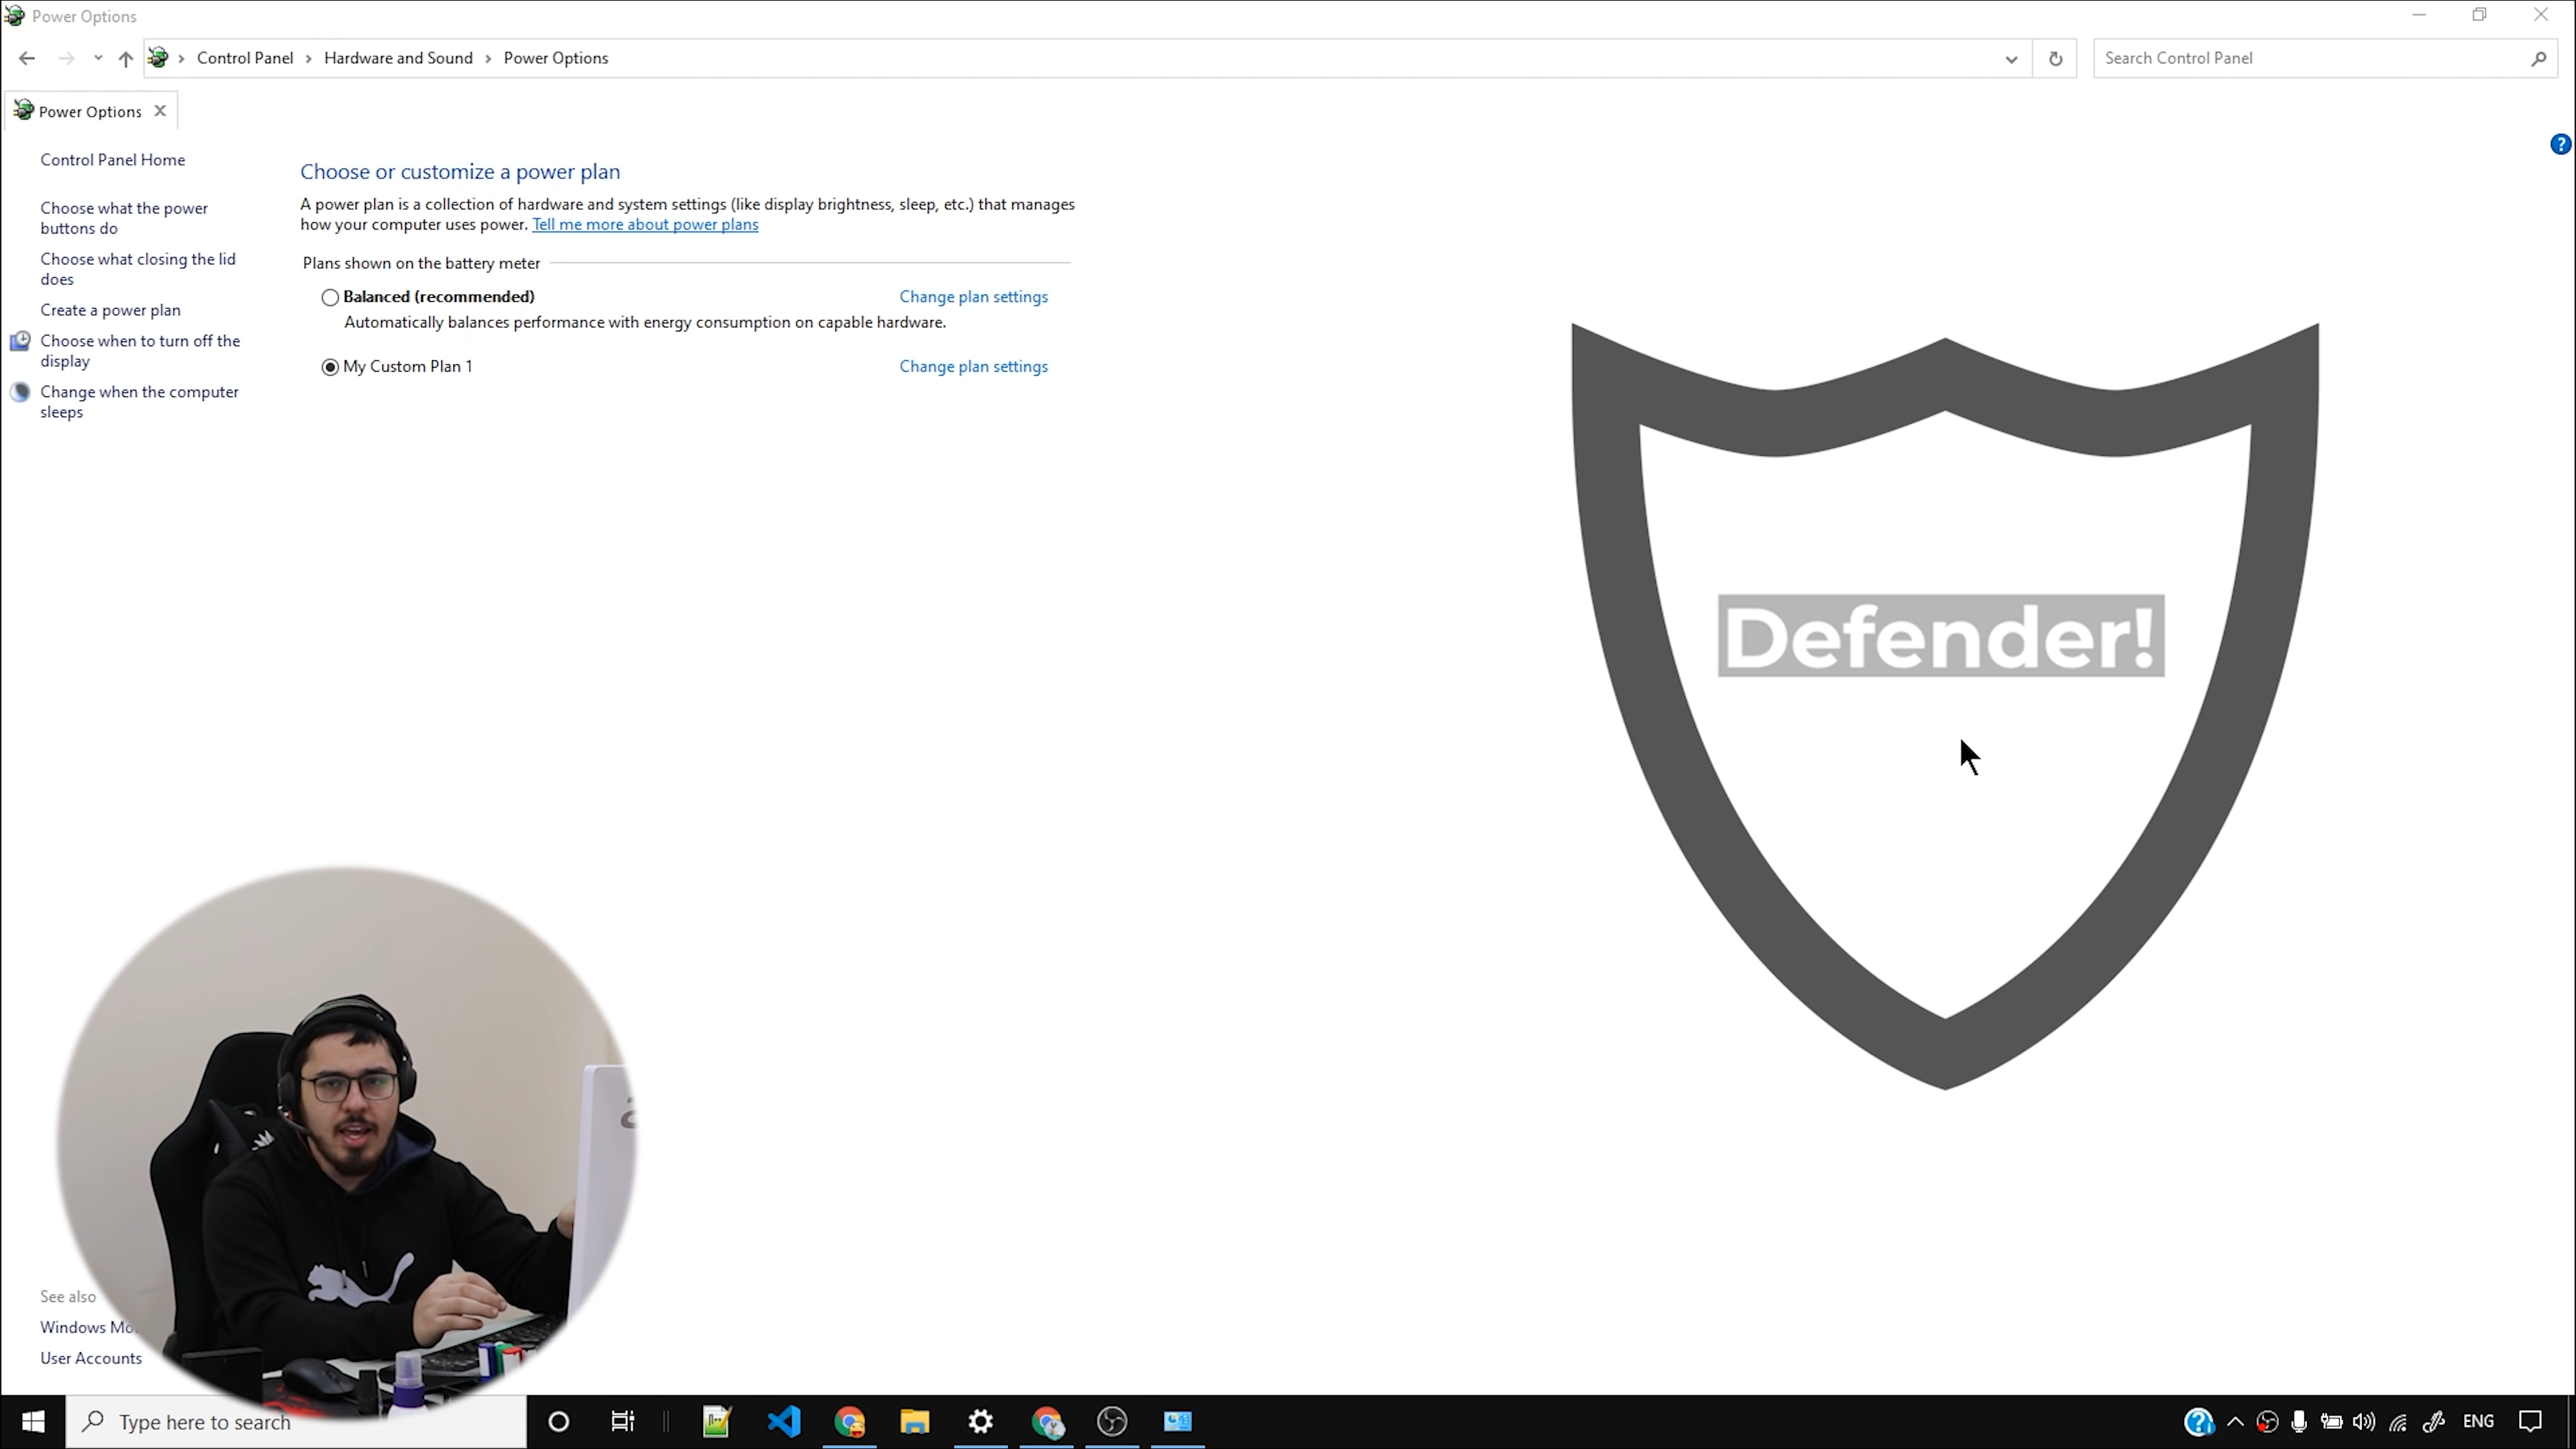 Power Options
Control Panel
Hardware and Sound
Power Options
Search Control Panel
Power Options
Control Panel Home
Choose what the power
buttons do
Choose what closing the lid
does
Create a power plan
Choose when to turn off the
display
Change when the computer
sleeps
Choose or customize a power plan
A power plan is a collection of hardware and system settings (like display brightness, sleep, etc.) that manages
how your computer uses power. Tell me more about power plans
Plans shown on the battery meter
Balanced (recommended)
Change plan settings
Automatically balances performance with energy consumption on capable hardware.
My Custom Plan 1
Change plan settings
Defender!
See also
Windows
User Accounts
Type here to search
ENG